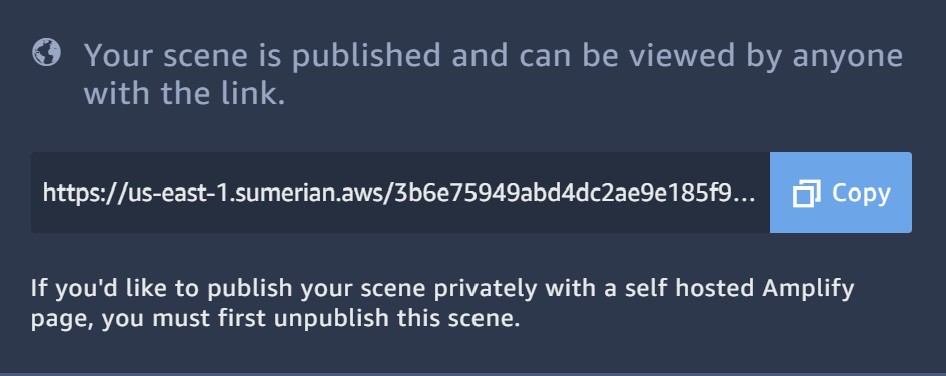 Your scene is published and can be viewed by anyone
with the link.
https://us-east-1.sumerian.aws/3b6e75949abd4dc2ae9e185f9...
Copy
If you'd like to publish your scene privately with a self hosted Amplify
page, you must first unpublish this scene.